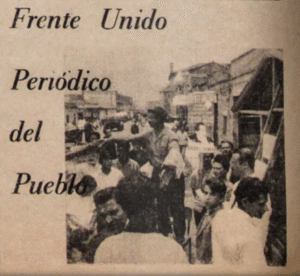 Frente Unido
Periódico
del
Pueblo